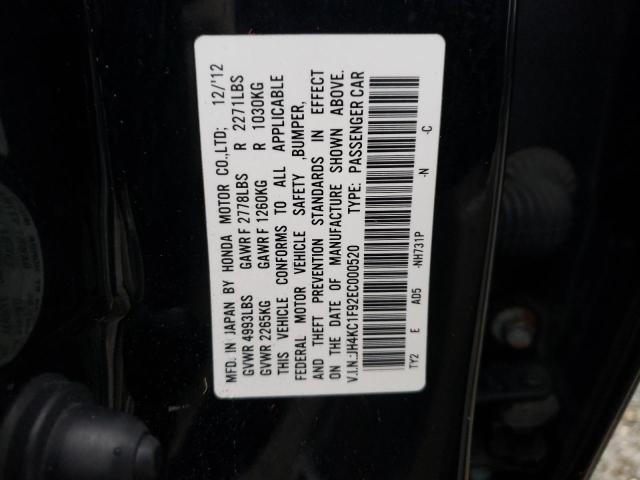 MFD. IN JAPAN BY HONDA MOTOR CO.,LTD; 12/'12
GVWR 4993LBS GAWR F 2778LBS R 2271LBS
GVWR 2265KG GAWR F 1260KG R 1030KG
THIS VEHICLE CONFORMS TO ALL APPLICABLE
FEDERAL MOTOR VEHICLE SAFETY ,BUMPER,
AND THEFT PREVENTION STANDARDS IN EFFECT
ON THE DATE OF MANUFACTURE SHOWN ABOVE.
V.I.N.:JH4KC1F92EC000520 TYPE: PASSENGER CAR
TY2 E AD5 -NH731P -N -C